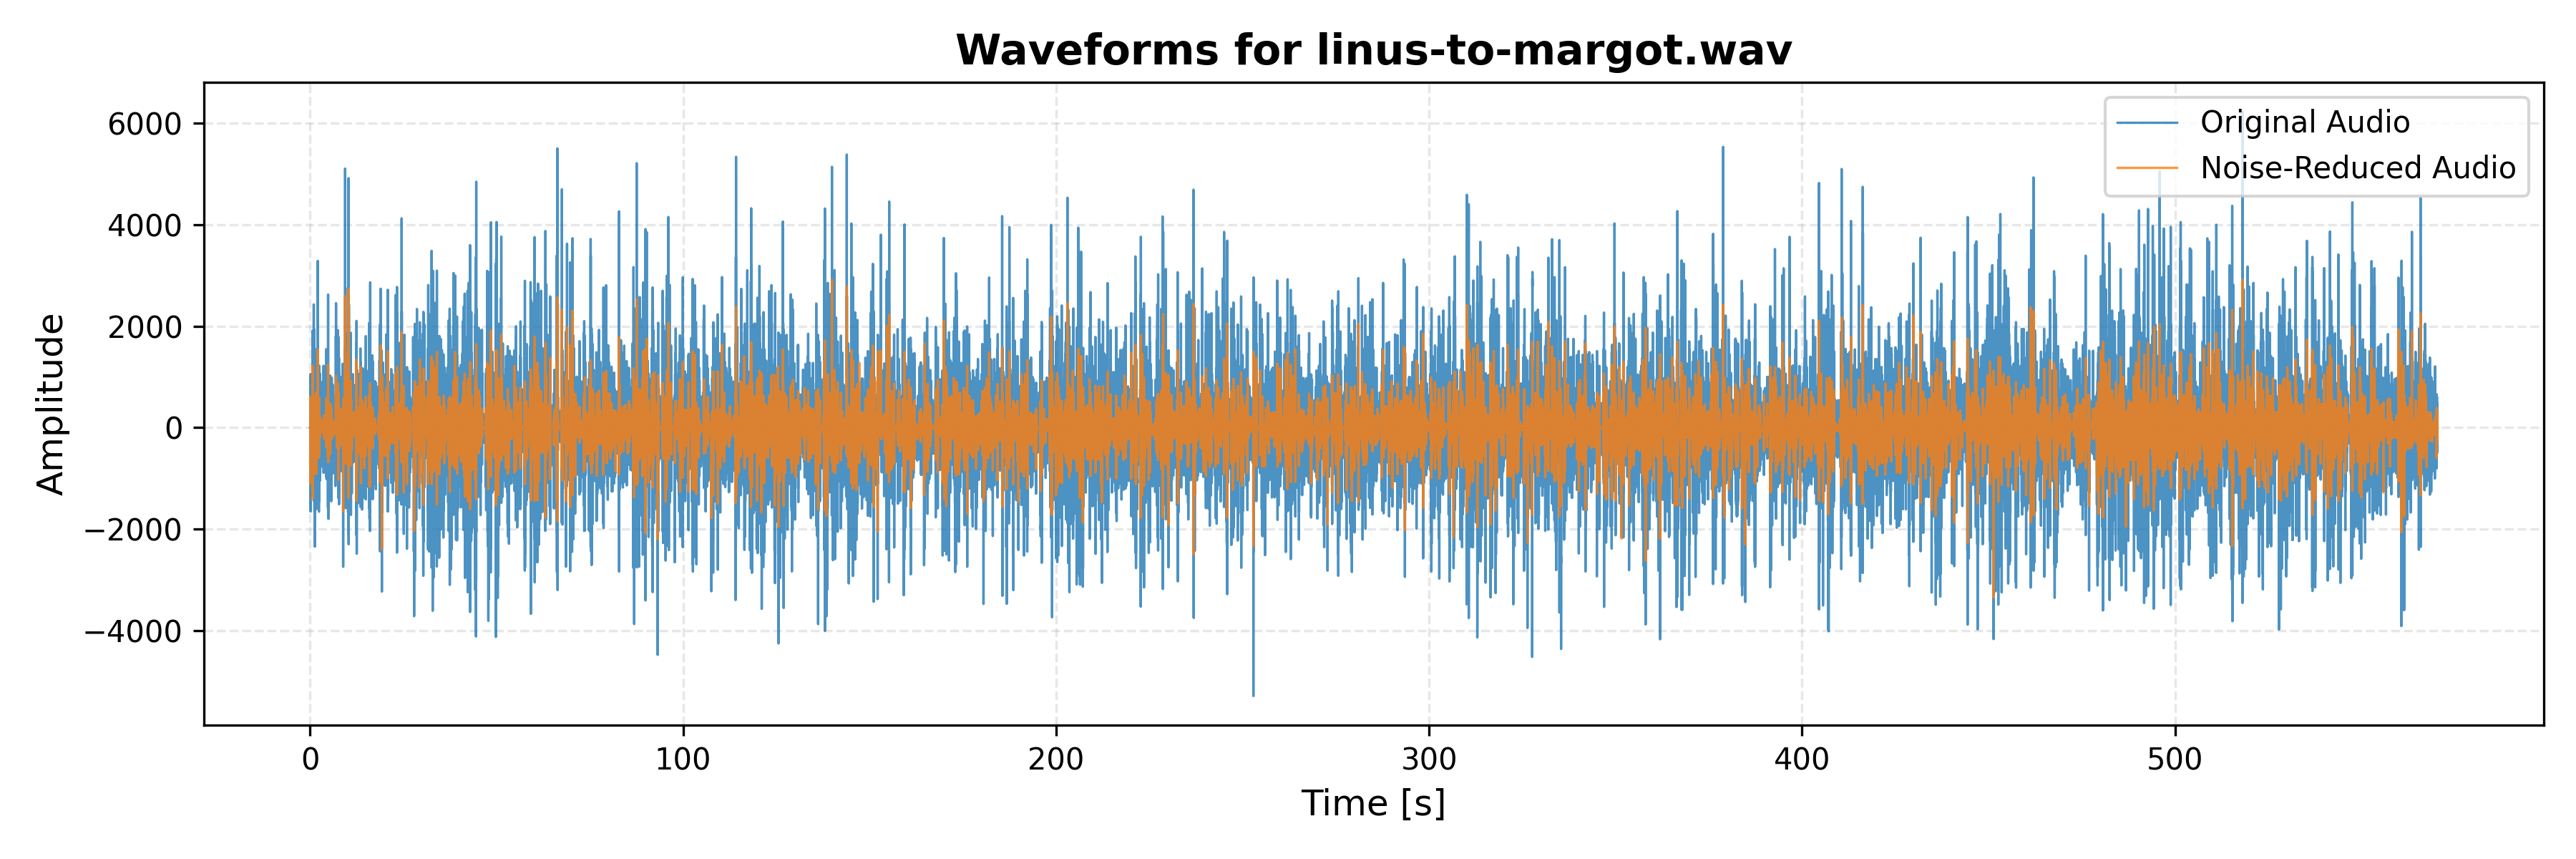 Waveforms for linus-to-margot.wav
Original Audio
Noise-Reduced Audio
Amplitude
6000
4000
2000
0
−2000
−4000
0 100 200 300 400 500
Time [s]